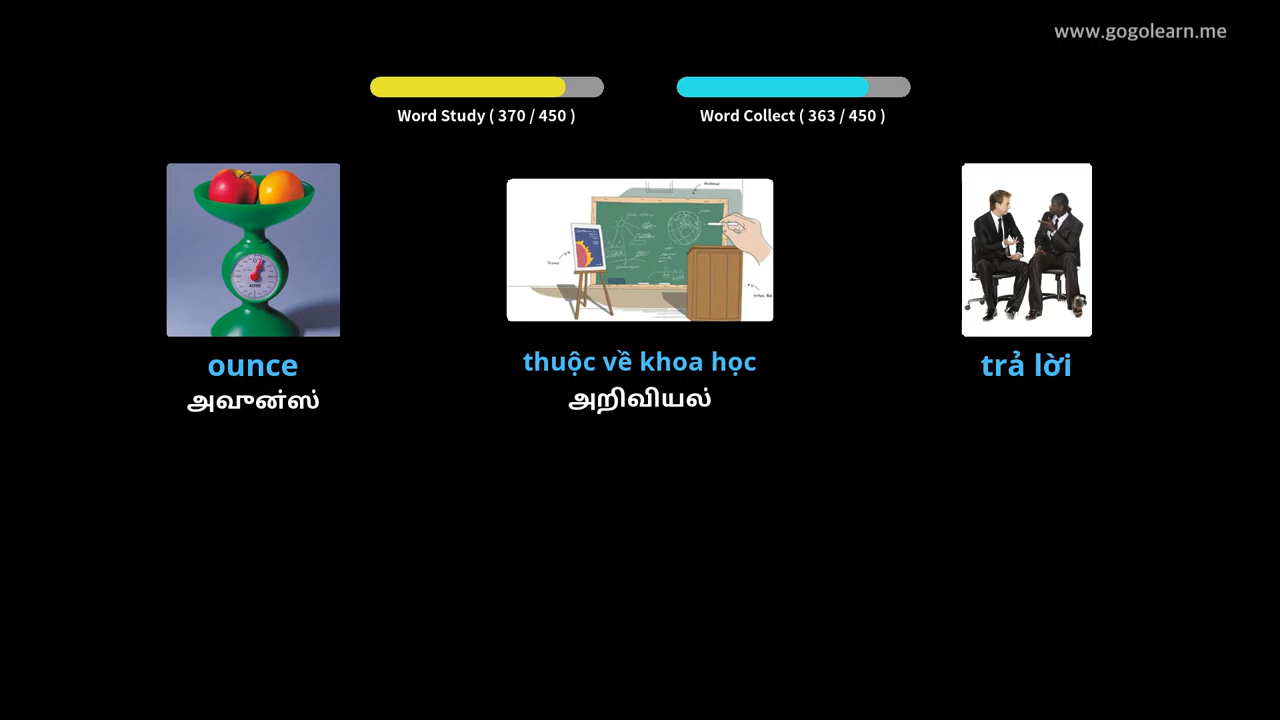 www.gogolearn.me
Word Study ( 370 / 450 )
Word Collect ( 363 / 450 )
ounce
அவுன்ஸ்
thuộc về khoa học
அறிவியல்
trả lời